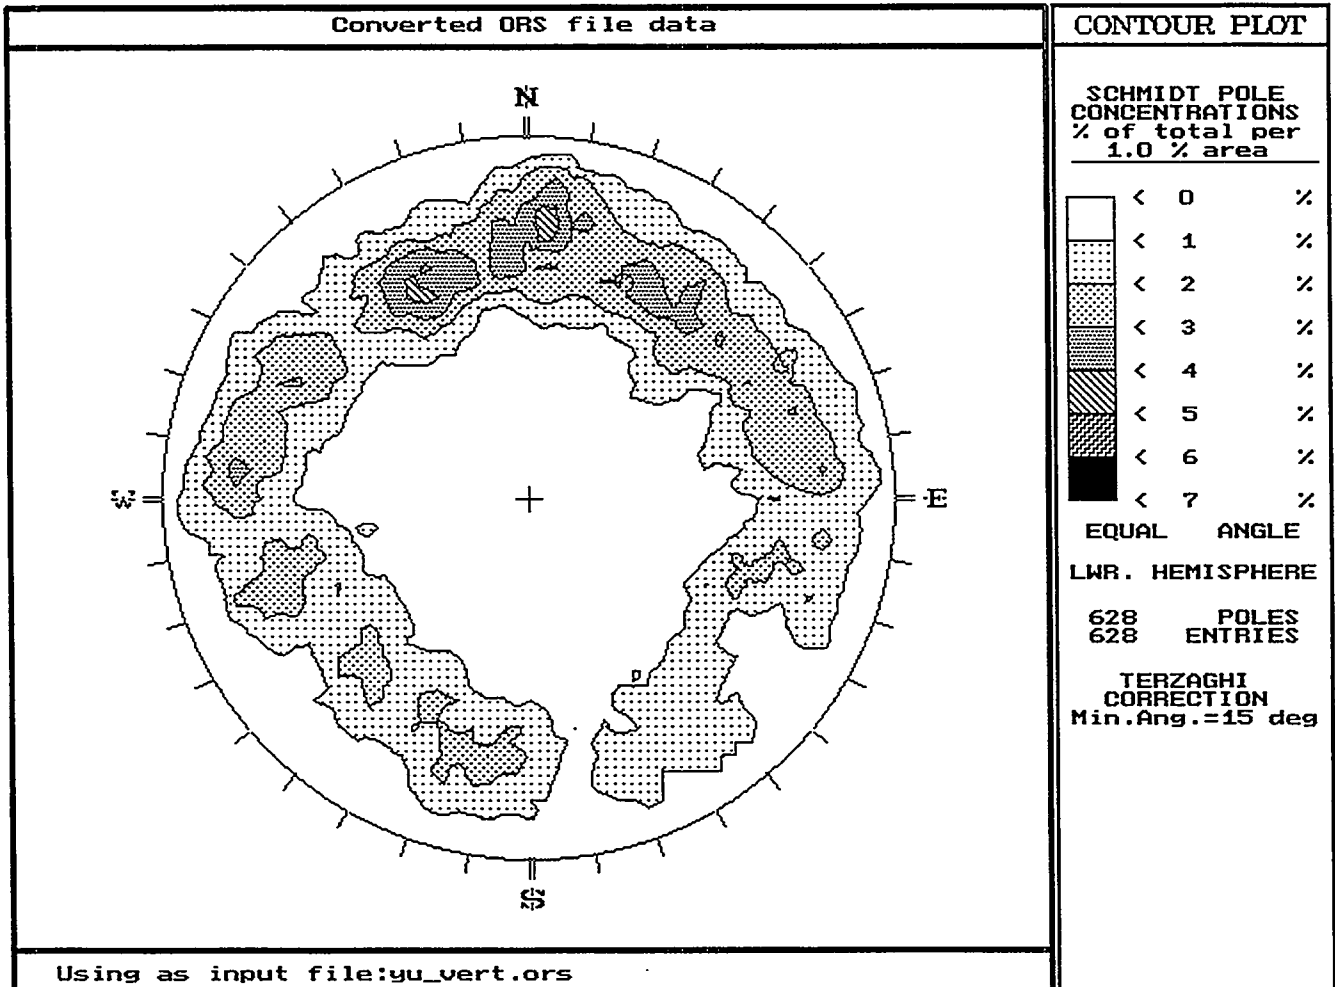 Converted ORS file data
CONTOUR PLOT
N
W
E
S
SCHMIDT POLE
CONCENTRATIONS
% of total per
1.0 % area
< 0 %
< 1 %
< 2 %
< 3 %
< 4 %
< 5 %
< 6 %
< 7 %
EQUAL ANGLE
LWR. HEMISPHERE
628 POLES
628 ENTRIES
TERZAGHI
CORRECTION
Min.Ang.=15 deg
Using as input file:yu_vert.ors